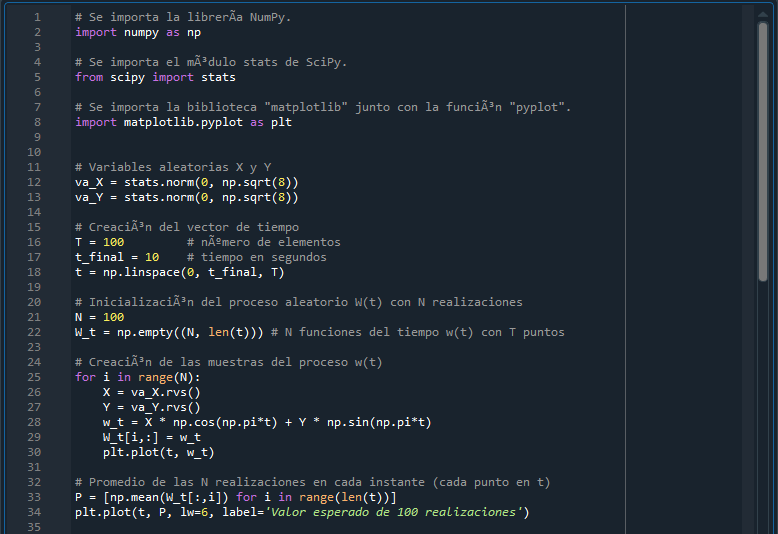 1 # Se importa la librerÃ­a NumPy.
2 import numpy as np
3
4 # Se importa el mÃ³dulo stats de SciPy.
5 from scipy import stats
6
7 # Se importa la biblioteca "matplotlib" junto con la funciÃ³n "pyplot".
8 import matplotlib.pyplot as plt
9
10
11 # Variables aleatorias X y Y
12 va_X = stats.norm(0, np.sqrt(8))
13 va_Y = stats.norm(0, np.sqrt(8))
14
15 # CreaciÃ³n del vector de tiempo
16 T = 100 # nÃºmero de elementos
17 t_final = 10 # tiempo en segundos
18 t = np.linspace(0, t_final, T)
19
20 # InicializaciÃ³n del proceso aleatorio W(t) con N realizaciones
21 N = 100
22 W_t = np.empty((N, len(t))) # N funciones del tiempo w(t) con T puntos
23
24 # CreaciÃ³n de las muestras del proceso w(t)
25 for i in range(N):
26 X = va_X.rvs()
27 Y = va_Y.rvs()
28 w_t = X * np.cos(np.pi*t) + Y * np.sin(np.pi*t)
29 W_t[i,:] = w_t
30 plt.plot(t, w_t)
31
32 # Promedio de las N realizaciones en cada instante (cada punto en t)
33 P = [np.mean(W_t[:,i]) for i in range(len(t))]
34 plt.plot(t, P, lw=6, label='Valor esperado de 100 realizaciones')
35